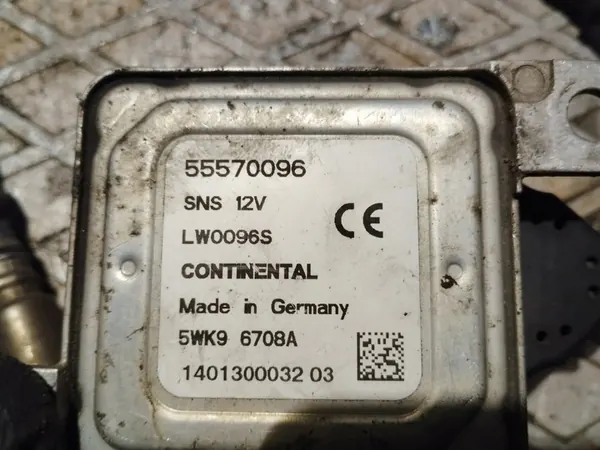 55570096
SNS 12V
CE
LW0096S
CONTINENTAL
Made in Germany
5WK9 6708A
1401300032 03